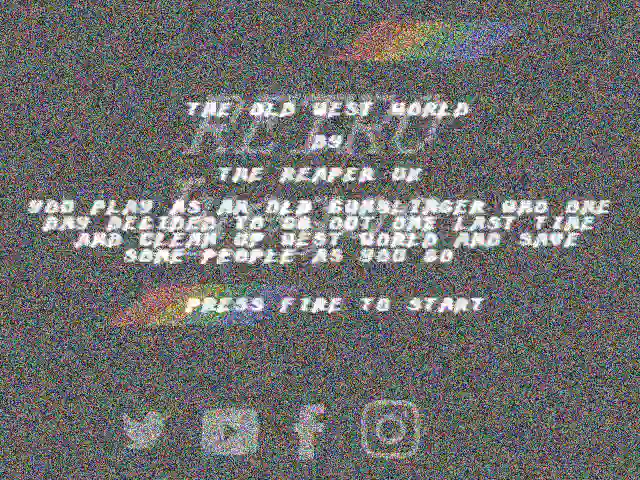 THE OLD WEST WORLD
RETRO
BY
THE REAPER UK
YOU PLAY AS AN OLD GUNSLINGER WHO ONE
DAY DECIDED TO GO OUT ONE LAST TIME
AND CLEAN UP WEST WORLD AND SAVE
SOME PEOPLE AS YOU GO
PRESS FIRE TO START